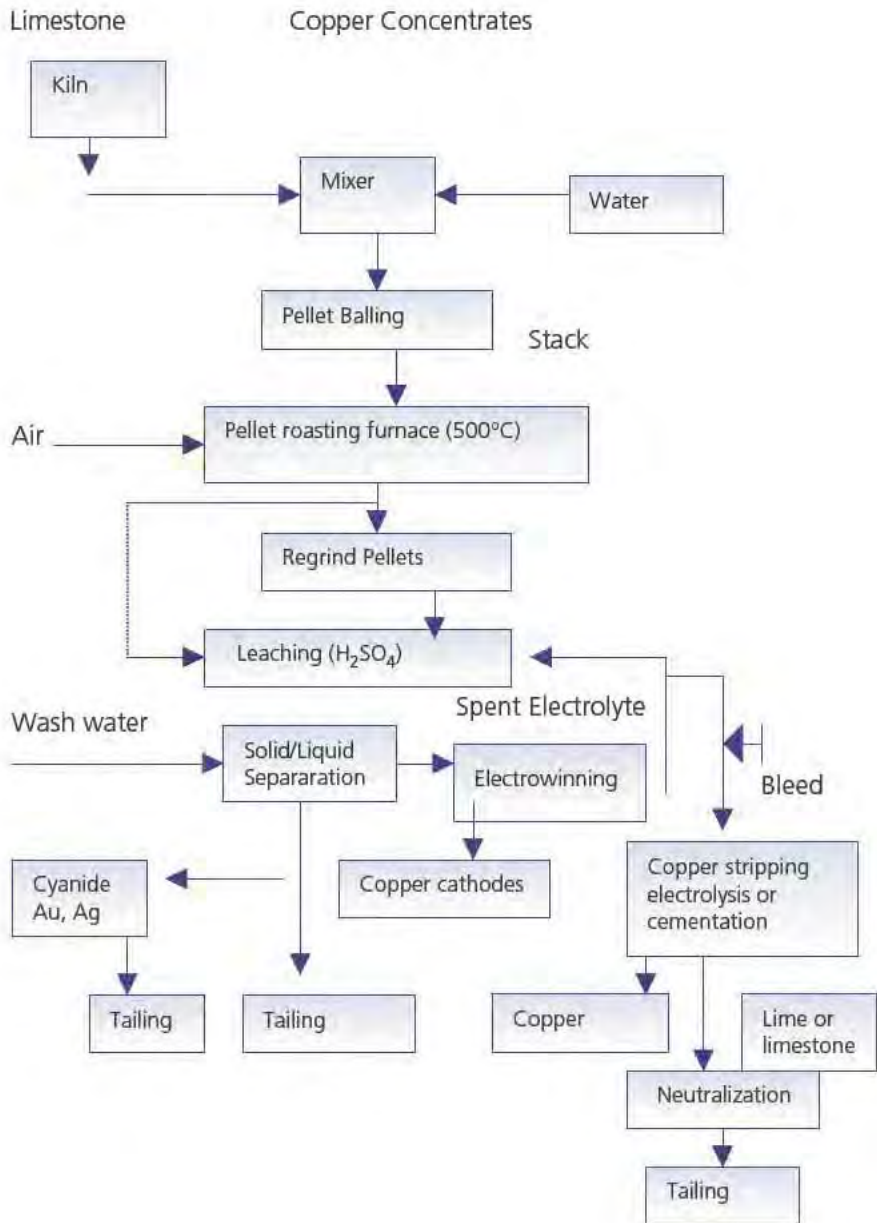 Limestone
Copper Concentrates
Kiln
Mixer
Water
Pellet Balling
Stack
Air
Pellet roasting furnace (500°C)
Regrind Pellets
Leaching (H₂SO₄)
Wash water
Spent Electrolyte
Solid/Liquid
Separaration
Electrowinning
Bleed
Cyanide
Au, Ag
Copper cathodes
Copper stripping
electrolysis or
cementation
Tailing
Tailing
Copper
Lime or
limestone
Neutralization
Tailing